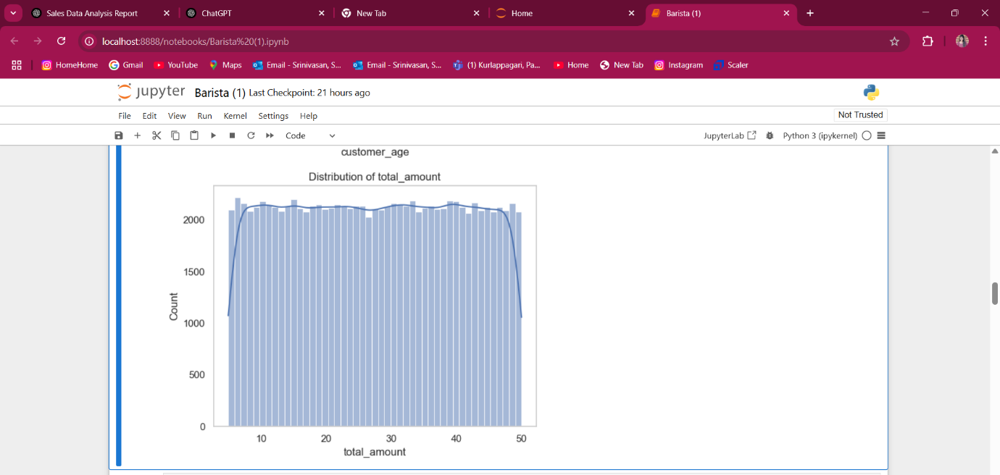 Sales Data Analysis Report
ChatGPT
New Tab
Home
Barista (1)
localhost:8888/notebooks/Barista%20(1).ipynb
HomeHome
Gmail
YouTube
Maps
Email - Srinivasan, S...
Email - Srinivasan, S...
(1) Kurlappagari, Pa...
Home
New Tab
Instagram
Scaler
jupyter Barista (1) Last Checkpoint: 21 hours ago
File Edit View Run Kernel Settings Help
Not Trusted
Code
JupyterLab
Python 3 (ipykernel)
customer_age
Distribution of total_amount
2000
1500
1000
500
0
Count
10 20 30 40 50
total_amount